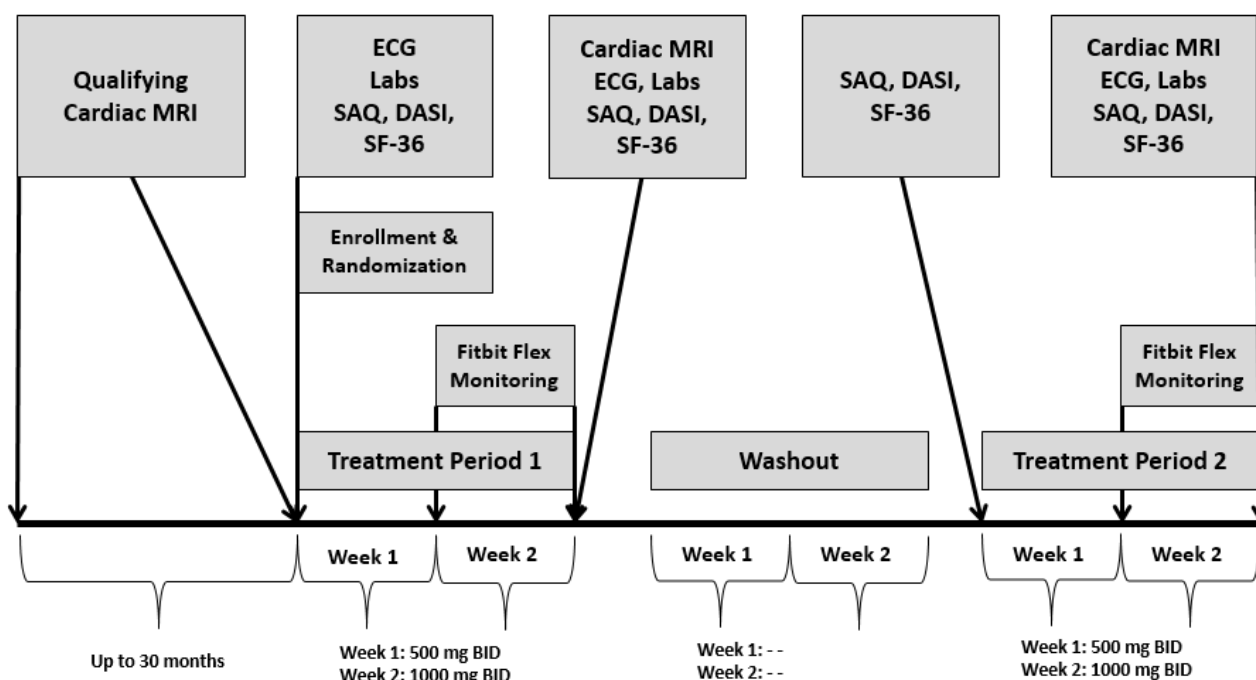 Qualifying
Cardiac MRI
ECG
Labs
SAQ, DASI,
SF-36
Cardiac MRI
ECG, Labs
SAQ, DASI,
SF-36
SAQ, DASI,
SF-36
Cardiac MRI
ECG, Labs
SAQ, DASI,
SF-36
Enrollment &
Randomization
Fitbit Flex
Monitoring
Fitbit Flex
Monitoring
Treatment Period 1
Washout
Treatment Period 2
Week 1
Week 2
Week 1
Week 2
Week 1
Week 2
Up to 30 months
Week 1: 500 mg BID
Week 2: 1000 mg BID
Week 1: - -
Week 2: - -
Week 1: 500 mg BID
Week 2: 1000 mg BID